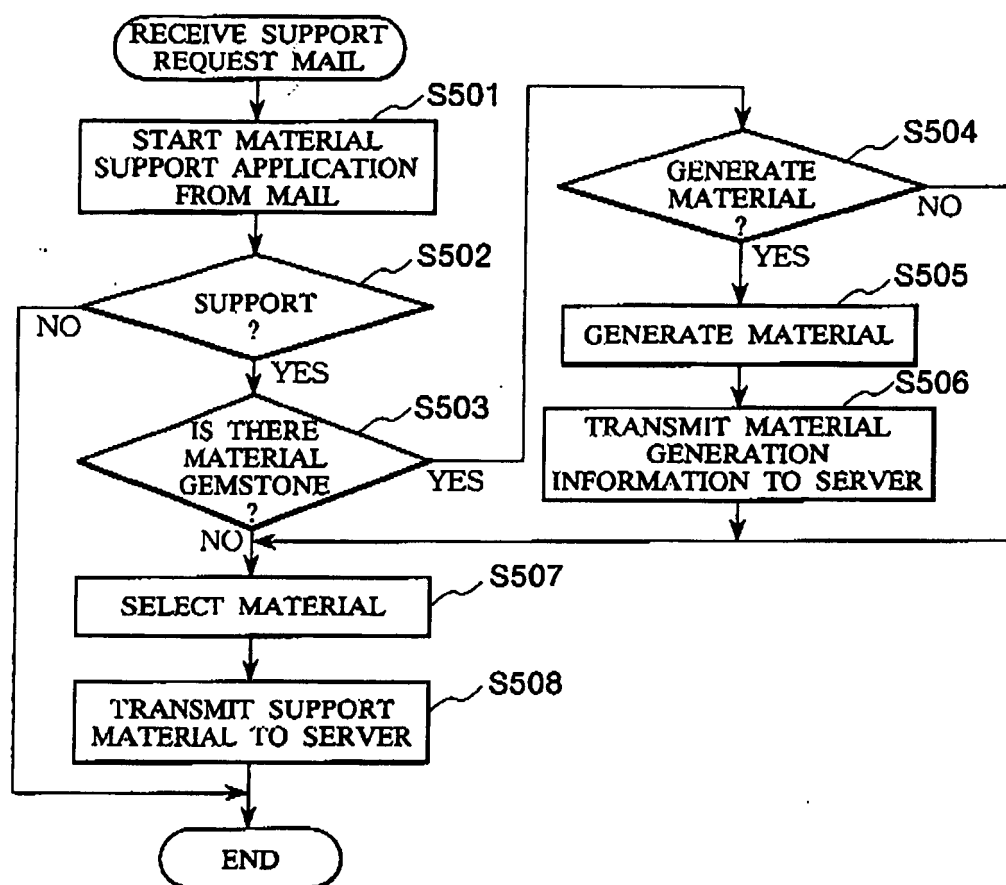 RECEIVE SUPPORT
REQUEST MAIL
S501
START MATERIAL
SUPPORT APPLICATION
FROM MAIL
S502
SUPPORT
?
NO
YES
S503
IS THERE
MATERIAL
GEMSTONE
?
YES
NO
S504
GENERATE
MATERIAL
?
NO
YES
S505
GENERATE MATERIAL
S506
TRANSMIT MATERIAL
GENERATION
INFORMATION TO SERVER
S507
SELECT MATERIAL
S508
TRANSMIT SUPPORT
MATERIAL TO SERVER
END